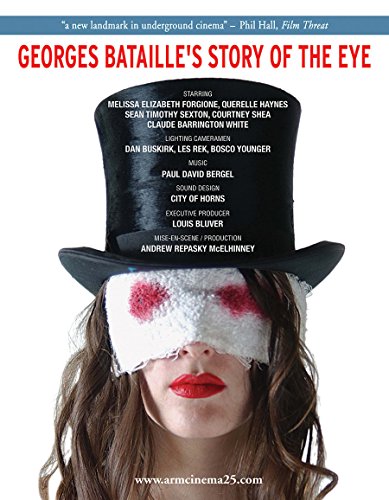 “a new landmark in underground cinema” – Phil Hall, Film Threat
GEORGES BATAILLE'S STORY OF THE EYE
STARRING
MELISSA ELIZABETH FORGIONE, QUERELLE HAYNES
SEAN TIMOTHY SEXTON, COURTNEY SHEA
CLAUDE BARRINGTON WHITE
LIGHTING CAMERAMEN
DAN BUSKIRK, LES REK, BOSCO YOUNGER
MUSIC
PAUL DAVID BERGEL
SOUND DESIGN
CITY OF HORNS
EXECUTIVE PRODUCER
LOUIS BLUVER
MISE-EN-SCENE / PRODUCTION
ANDREW REPASKY McELHINNEY
www.armcinema25.com